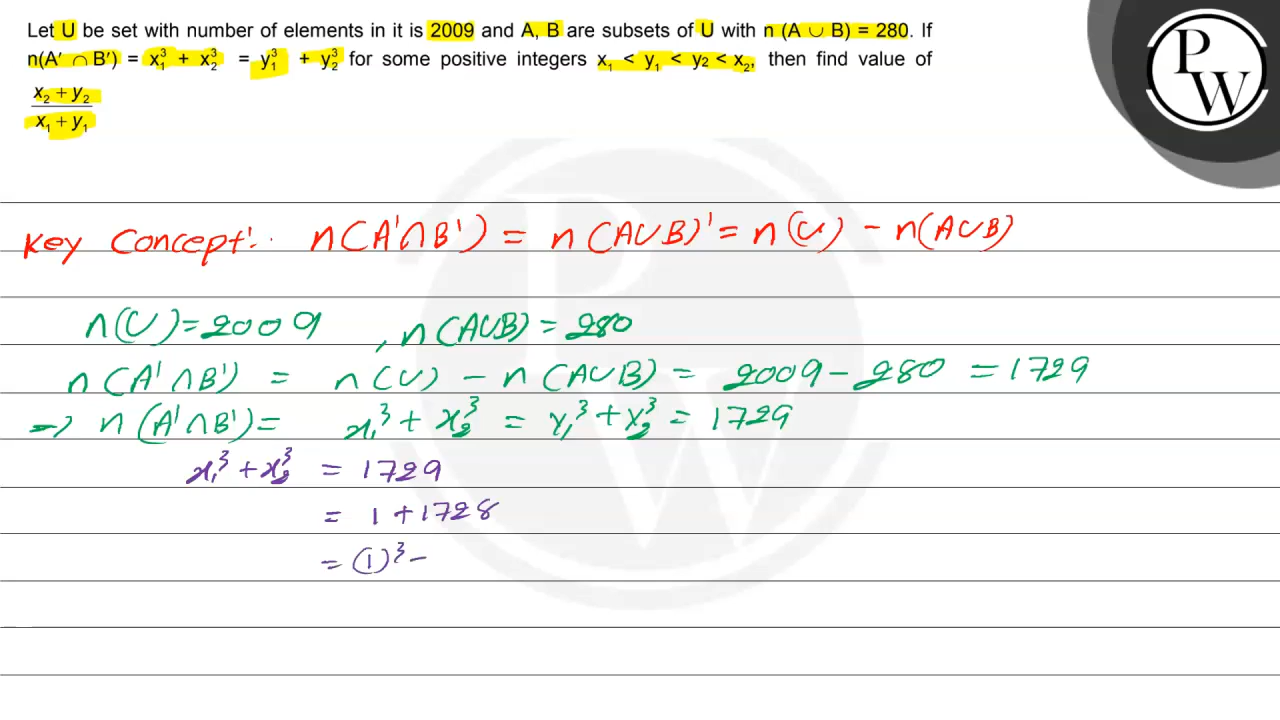 Let U be set with number of elements in it is 2009 and A, B are subsets of U with n (A ∪ B) = 280. If
n(A′ ∩ B′) = x₁³ + x₂³ = y₁³ + y₂³ for some positive integers x₁ < y₁ < y₂ < x₂, then find value of
x₂ + y₂
x₁ + y₁
P
W
Key Concept:- n(A'∩B') = n(A∪B)' = n(U) - n(A∪B)
n(U) = 2009 , n(A∪B) = 280
n(A'∩B') = n(U) - n(A∪B) = 2009 - 280 = 1729
⇒ n(A'∩B') = x₁³ + x₂³ = y₁³ + y₂³ = 1729
x₁³ + x₂³ = 1729
= 1 + 1728
= (1)³ -